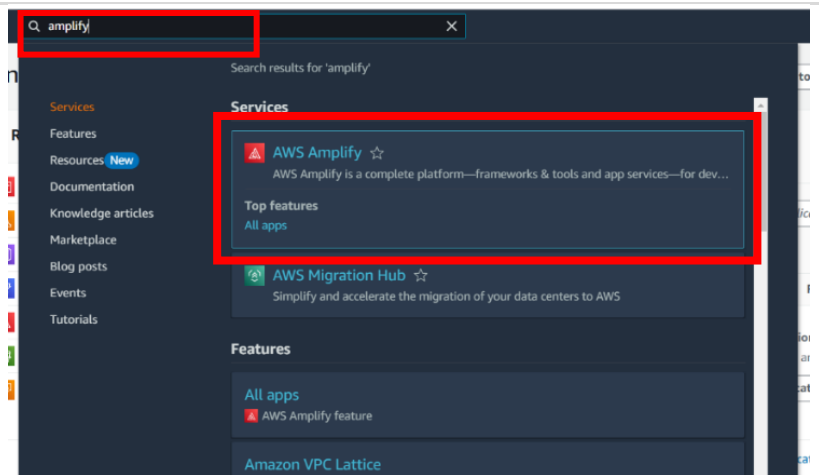 amplify
Search results for 'amplify'
Services
Features
Resources New
Documentation
Knowledge articles
Marketplace
Blog posts
Events
Tutorials
Services
AWS Amplify
AWS Amplify is a complete platform—frameworks & tools and app services—for dev...
Top features
All apps
AWS Migration Hub
Simplify and accelerate the migration of your data centers to AWS
Features
All apps
AWS Amplify feature
Amazon VPC Lattice